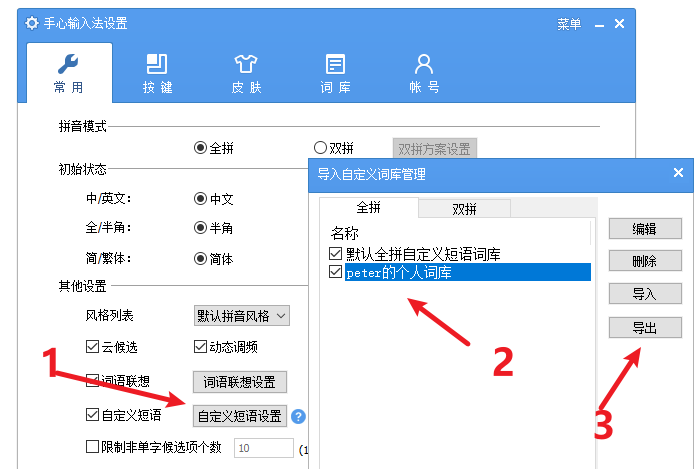 手心输入法设置 菜单
常用 按键 皮肤 词库 帐号
拼音模式
全拼 双拼 双拼方案设置
初始状态
中/英文： 中文
全/半角： 半角
简/繁体： 简体
其他设置
风格列表 默认拼音风格
云候选 动态调频
词语联想 词语联想设置
自定义短语 自定义短语设置 ?
限制非单字候选项个数 10 (1
导入自定义词库管理
全拼 双拼
名称
默认全拼自定义短语词库
peter的个人词库
编辑
删除
导入
导出
1
2
3